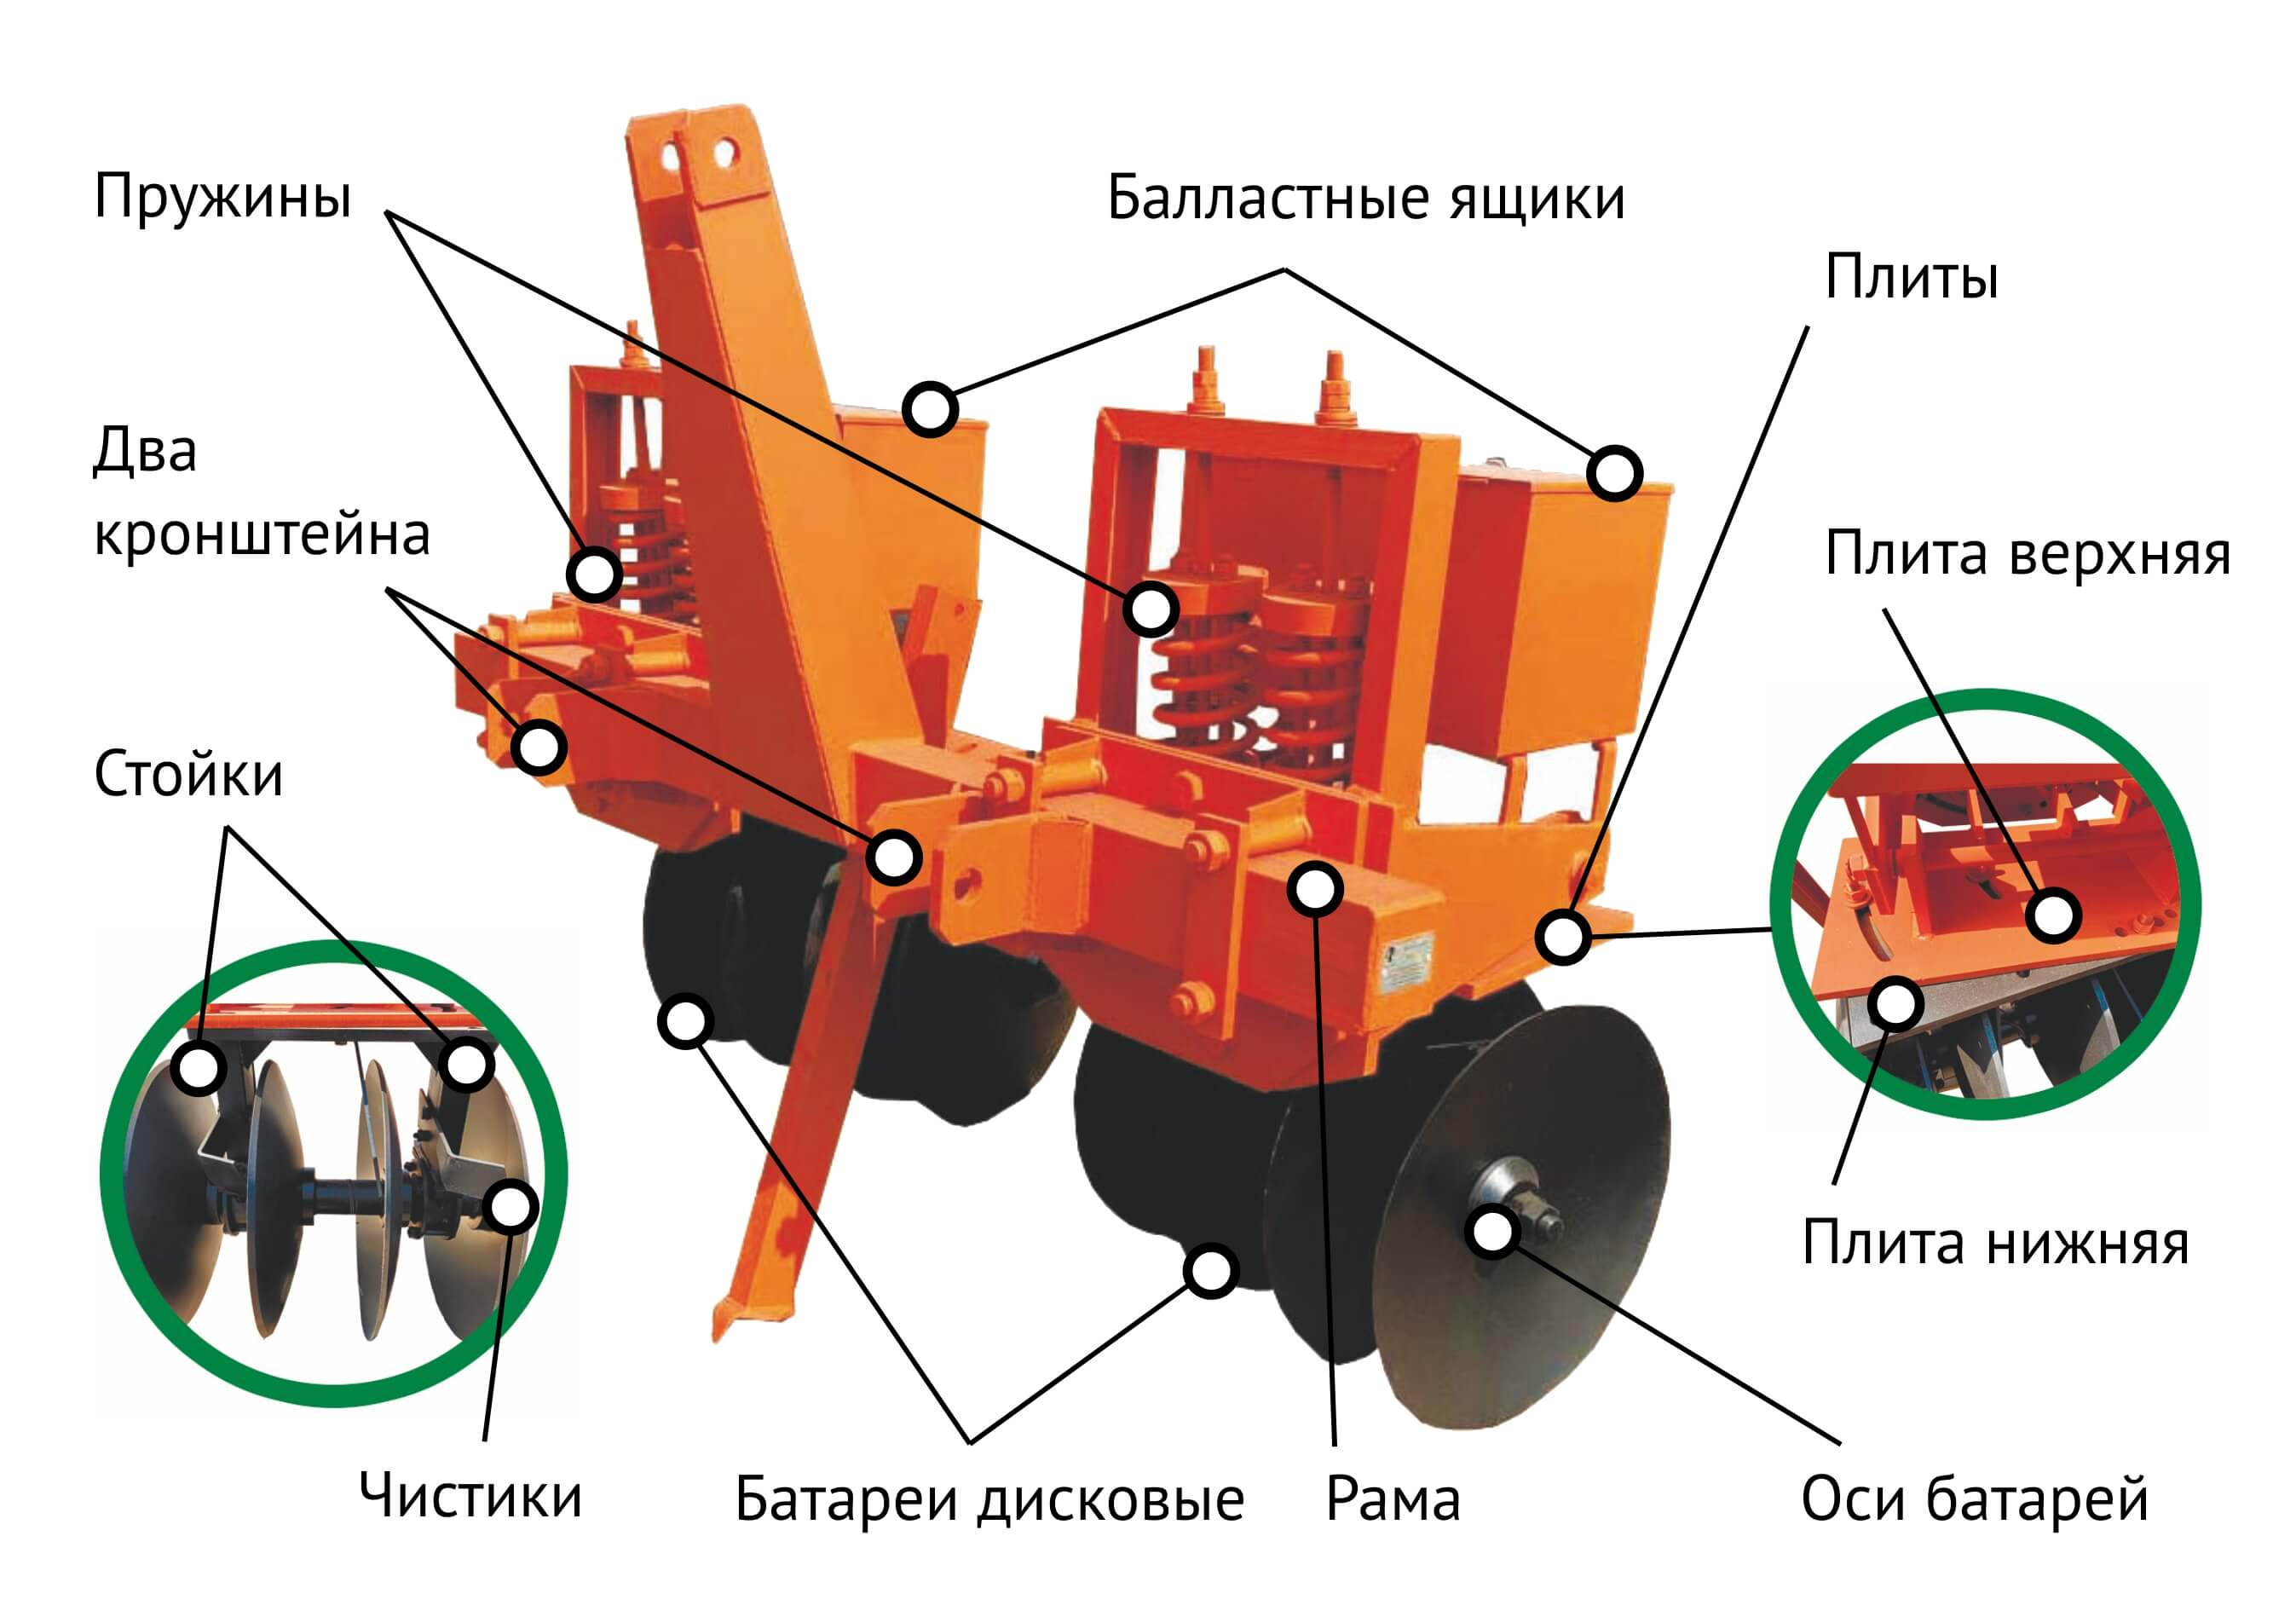 Пружины
Балластные ящики
Плиты
Два
кронштейна
Плита верхняя
Стойки
Плита нижняя
Чистики
Батареи дисковые
Рама
Оси батарей